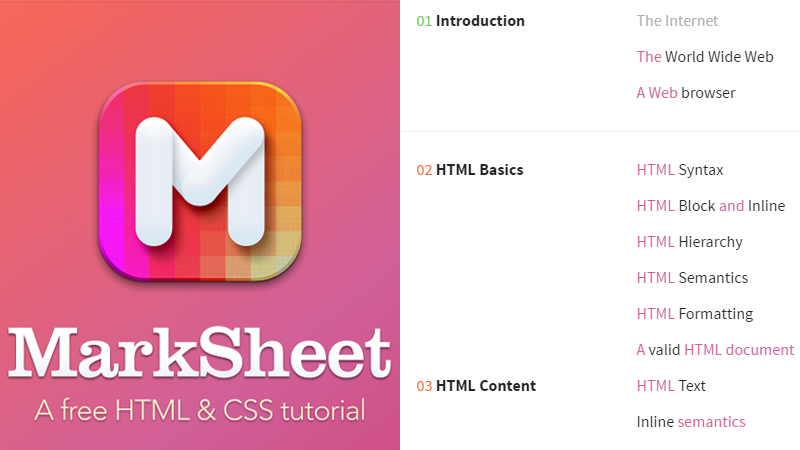 M
MarkSheet
A free HTML & CSS tutorial
01 Introduction
The Internet
The World Wide Web
A Web browser
02 HTML Basics
HTML Syntax
HTML Block and Inline
HTML Hierarchy
HTML Semantics
HTML Formatting
A valid HTML document
03 HTML Content
HTML Text
Inline semantics